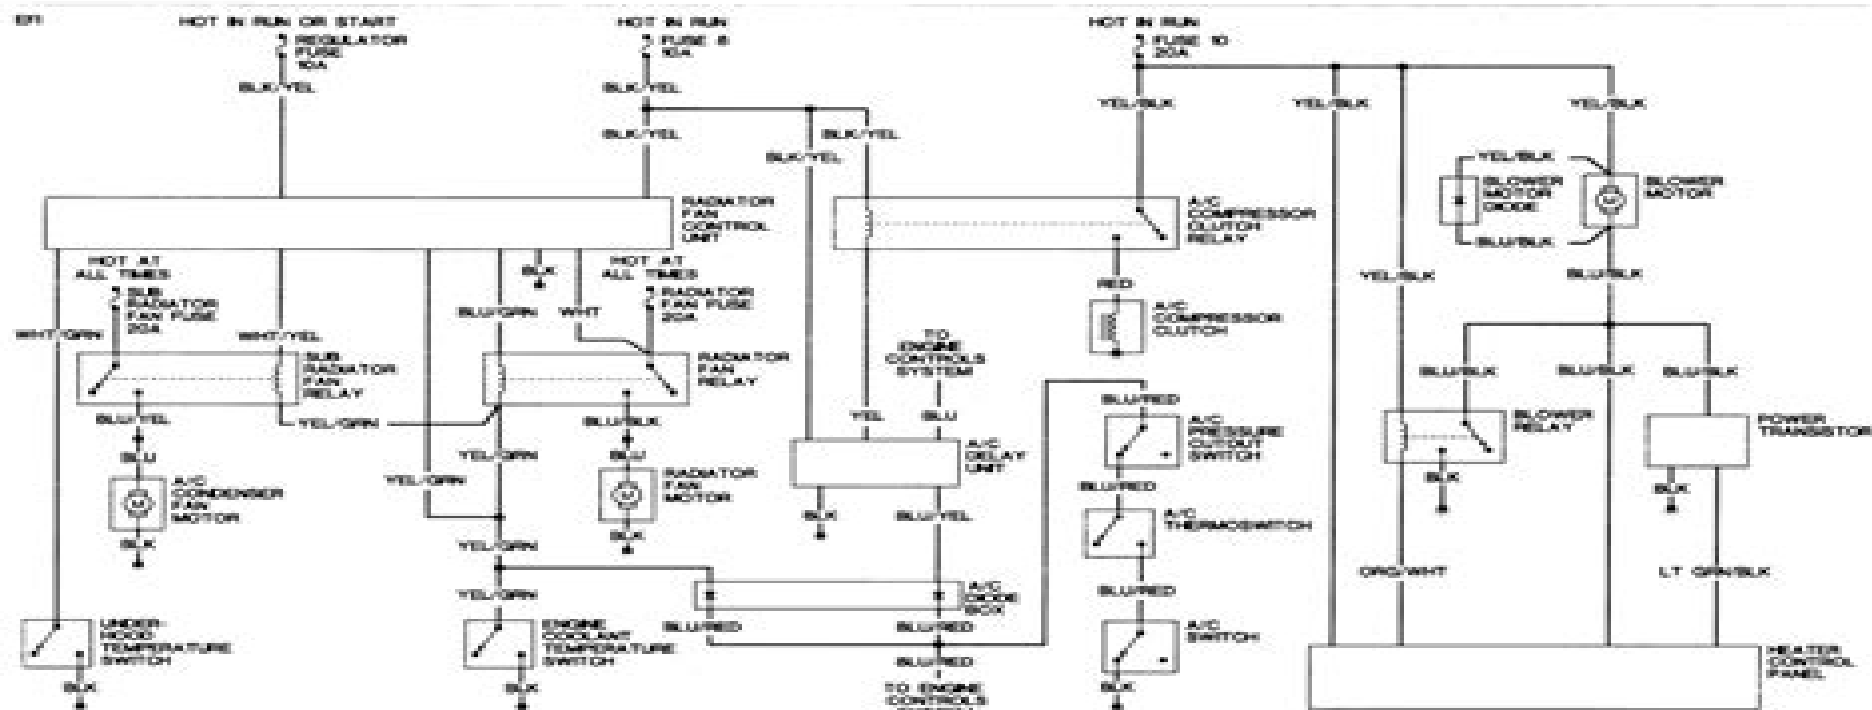 EFI
HOT IN RUN OR START
REGULATOR
FUSE
10A
HOT IN RUN
FUSE 8
10A
HOT IN RUN
FUSE 10
20A
BLK/YEL
BLK/YEL
YEL/BLK
YEL/BLK
YEL/BLK
BLK/YEL
BLK/YEL
BLK/YEL
YEL/BLK
BLOWER
MOTOR
DIODE
BLU/BLK
BLOWER
MOTOR
RADIATOR
FAN
CONTROL
UNIT
A/C
COMPRESSOR
CLUTCH
RELAY
HOT AT
ALL TIMES
SUB
RADIATOR
FAN FUSE
20A
BLK
HOT AT
ALL TIMES
RADIATOR
FAN FUSE
20A
YEL/BLK
BLU/BLK
RED
A/C
COMPRESSOR
CLUTCH
WHT/GRN
WHT/YEL
BLU/GRN
WHT
TO
ENGINE
CONTROLS
SYSTEM
SUB
RADIATOR
FAN
RELAY
RADIATOR
FAN
RELAY
BLU/BLK
BLU/BLK
BLU/BLK
BLU/YEL
YEL/GRN
BLU/BLK
YEL
BLU
BLU/RED
A/C
PRESSURE
CUTOUT
SWITCH
BLOWER
RELAY
POWER
TRANSISTOR
BLU
YEL/GRN
BLU
A/C
DELAY
UNIT
A/C
CONDENSER
FAN
MOTOR
YEL/GRN
RADIATOR
FAN
MOTOR
BLU/RED
BLK
BLK
BLK
YEL/GRN
BLK
BLK
BLU/YEL
A/C
THERMOSWITCH
ORG/WHT
LT GRN/BLK
YEL/GRN
A/C
DIODE
BOX
BLU/RED
UNDER-
HOOD
TEMPERATURE
SWITCH
ENGINE
COOLANT
TEMPERATURE
SWITCH
BLU/RED
BLU/RED
A/C
SWITCH
BLU/RED
HEATER
CONTROL
PANEL
BLK
BLK
TO ENGINE
CONTROLS
BLK